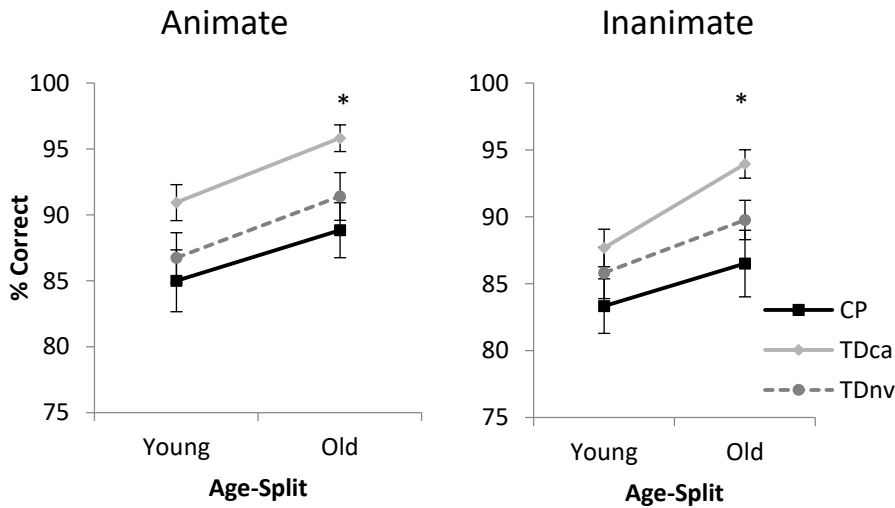 Animate
% Correct
100
95
90
85
80
75
*
Young Old
Age-Split
Inanimate
100
95
90
85
80
75
*
Young Old
Age-Split
CP
TDca
TDnv